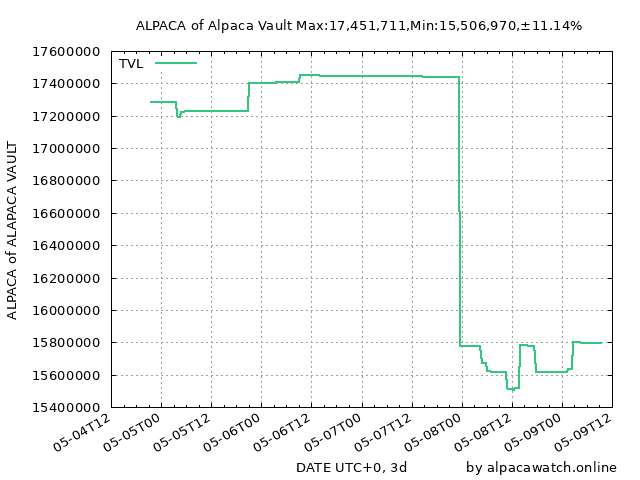 ALPACA of Alpaca Vault Max:17,451,711,Min:15,506,970,±11.14%
TVL
ALPACA of ALAPACA VAULT
17600000
17400000
17200000
17000000
16800000
16600000
16400000
16200000
16000000
15800000
15600000
15400000
05-04T12
05-05T00
05-05T12
05-06T00
05-06T12
05-07T00
05-07T12
05-08T00
05-08T12
05-09T00
05-09T12
DATE UTC+0, 3d
by alpacawatch.online